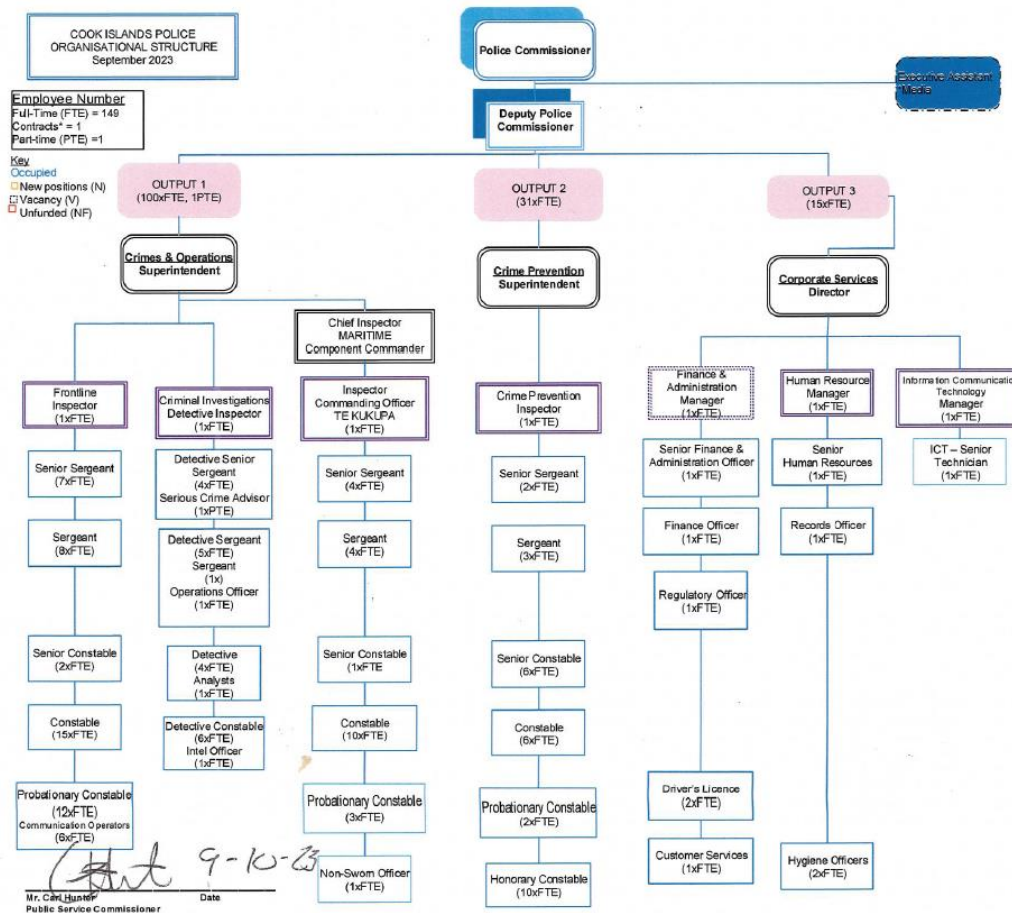 COOK ISLANDS POLICE
ORGANISATIONAL STRUCTURE
September 2023
Police Commissioner
Executive Assistant
*Media
Employee Number
Full-Time (FTE) = 149
Contracts* = 1
Part-time (PTE) =1
Deputy Police
Commissioner
Key
Occupied
New positions (N)
Vacancy (V)
Unfunded (NF)
OUTPUT 1
(100xFTE, 1PTE)
OUTPUT 2
(31xFTE)
OUTPUT 3
(15xFTE)
Crimes & Operations
Superintendent
Crime Prevention
Superintendent
Corporate Services
Director
Chief Inspector
MARITIME
Component Commander
Frontline
Inspector
(1xFTE)
Criminal Investigations
Detective Inspector
(1xFTE)
Inspector
Commanding Officer
TE KUKUPA
(1xFTE)
Crime Prevention
Inspector
(1xFTE)
Finance &
Administration
Manager
(1xFTE)
Human Resource
Manager
(1xFTE)
Information Communication
Technology
Manager
(1xFTE)
Senior Sergeant
(7xFTE)
Detective Senior
Sergeant
(4xFTE)
Serious Crime Advisor
(1xPTE)
Senior Sergeant
(4xFTE)
Senior Sergeant
(2xFTE)
Senior Finance &
Administration Officer
(1xFTE)
Senior
Human Resources
(1xFTE)
ICT – Senior
Technician
(1xFTE)
Sergeant
(8xFTE)
Detective Sergeant
(5xFTE)
Sergeant
(1x)
Operations Officer
(1xFTE)
Sergeant
(4xFTE)
Sergeant
(3xFTE)
Finance Officer
(1xFTE)
Records Officer
(1xFTE)
Regulatory Officer
(1xFTE)
Senior Constable
(2xFTE)
Detective
(4xFTE)
Analysts
(1xFTE)
Senior Constable
(1xFTE
Senior Constable
(6xFTE)
Constable
(15xFTE)
Detective Constable
(6xFTE)
Intel Officer
(1xFTE)
Constable
(10xFTE)
Constable
(6xFTE)
Probationary Constable
(12xFTE)
Communication Operators
(6xFTE)
Probationary Constable
(3xFTE)
Probationary Constable
(2xFTE)
Driver's Licence
(2xFTE)
Non-Sworn Officer
(1xFTE)
Honorary Constable
(10xFTE)
Customer Services
(1xFTE)
Hygiene Officers
(2xFTE)
9-10-23
Mr. Carl Hunter
Date
Public Service Commissioner